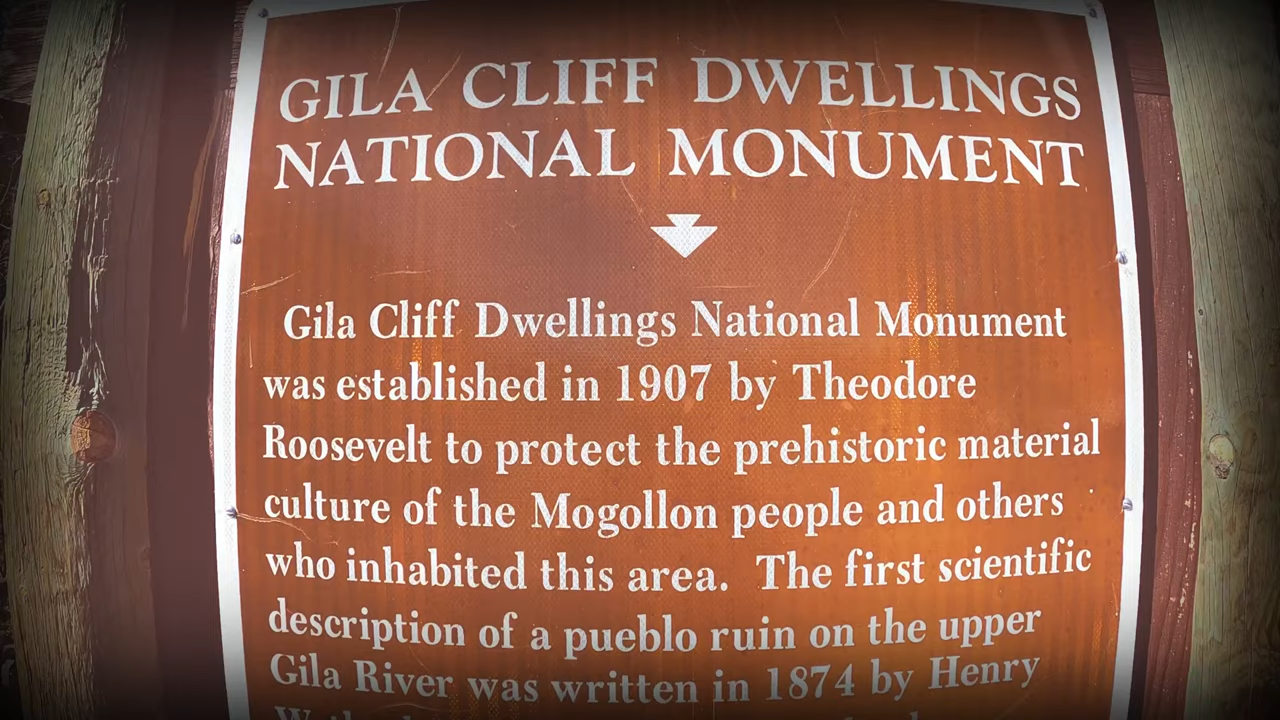 GILA CLIFF DWELLINGS
NATIONAL MONUMENT
Gila Cliff Dwellings National Monument
was established in 1907 by Theodore
Roosevelt to protect the prehistoric material
culture of the Mogollon people and others
who inhabited this area. The first scientific
description of a pueblo ruin on the upper
Gila River was written in 1874 by Henry